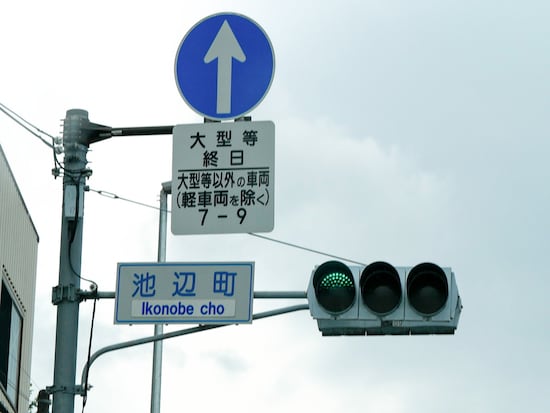 大型等
終日
大型等以外の車両
(軽車両を除く)
7-9
池辺町
Ikonobe cho